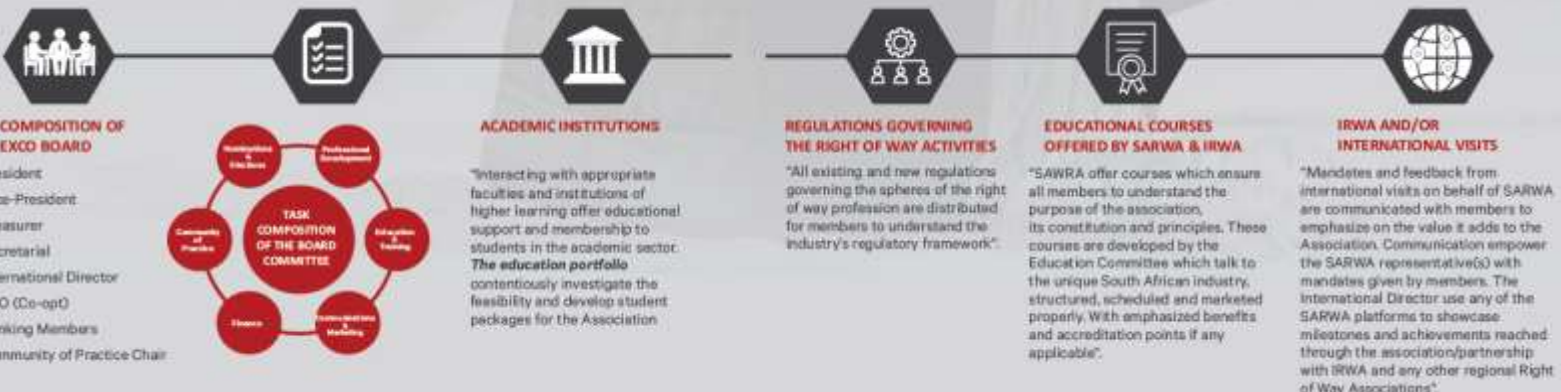 COMPOSITION OF
EXCO BOARD
esident
e-President
easurer
cretarial
ernational Director
O (Co-opt)
nking Members
mmunity of Practice Chair
Nominations
&
Elections
Professional
Development
Community
of
Practice
TASK
COMPOSITION
OF THE BOARD
COMMITTEE
Education
&
Training
Finance
Communications
&
Marketing
ACADEMIC INSTITUTIONS
"Interacting with appropriate
faculties and institutions of
higher learning offer educational
support and membership to
students in the academic sector.
The education portfolio
contentiously investigate the
feasibility and develop student
packages for the Association
REGULATIONS GOVERNING
THE RIGHT OF WAY ACTIVITIES
"All existing and new regulations
governing the spheres of the right
of way profession are distributed
for members to understand the
industry's regulatory framework".
EDUCATIONAL COURSES
OFFERED BY SARWA & IRWA
"SAWRA offer courses which ensure
all members to understand the
purpose of the association,
its constitution and principles. These
courses are developed by the
Education Committee which talk to
the unique South African industry,
structured, scheduled and marketed
properly. With emphasized benefits
and accreditation points if any
applicable".
IRWA AND/OR
INTERNATIONAL VISITS
"Mandates and feedback from
international visits on behalf of SARWA
are communicated with members to
emphasize on the value it adds to the
Association. Communication empower
the SARWA representative(s) with
mandates given by members. The
International Director use any of the
SARWA platforms to showcase
milestones and achievements reached
through the association/partnership
with IRWA and any other regional Right
of Way Associations".